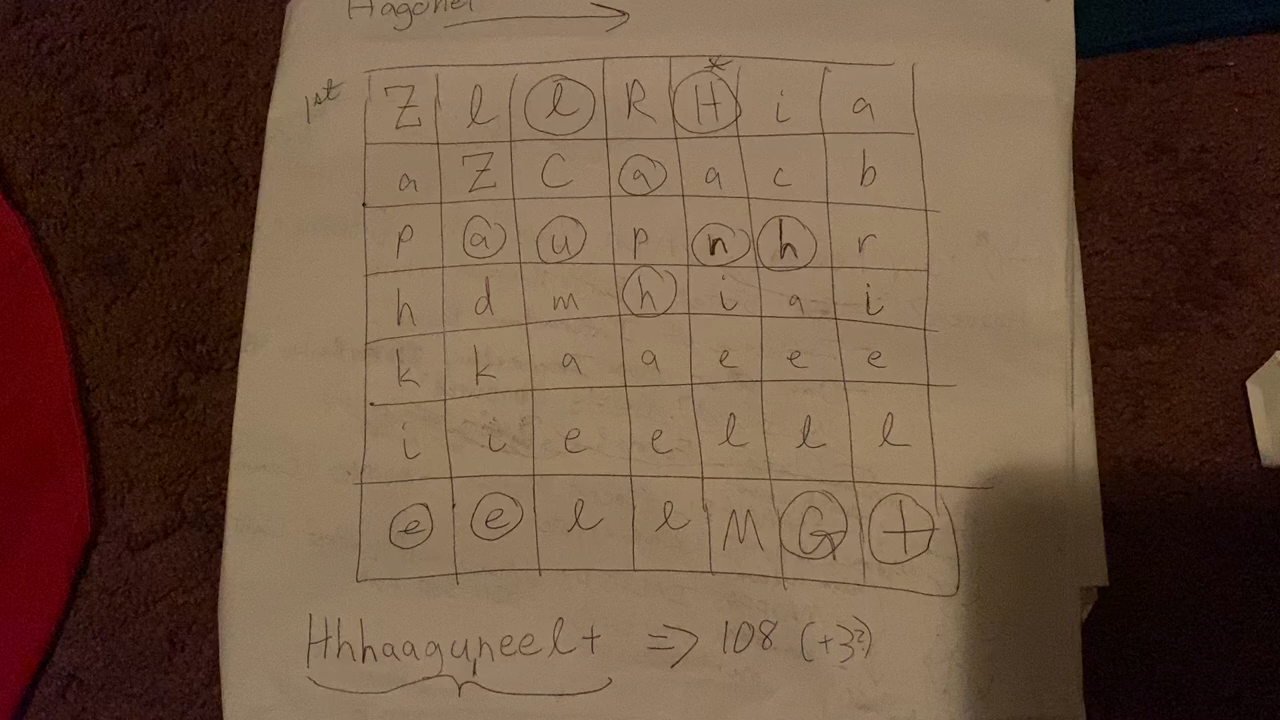 Hagonel
1st Z l l R H * i a
a Z C a a c b
p a u p n h r
h d m h i a i
k k a a e e e
i i e e l l l
e e l l M G +
Hhhaaguneel+ => 108 (+3?)